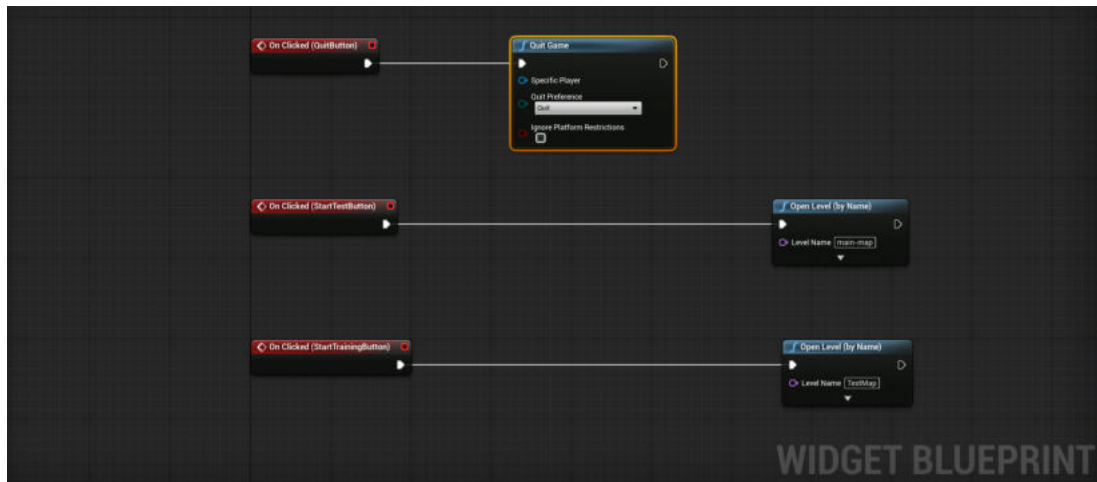 On Clicked (QuitButton)
Quit Game
Specific Player
Quit Preference
Quit
Ignore Platform Restrictions
On Clicked (StartTestButton)
Open Level (by Name)
Level Name main-map
On Clicked (StartTrainingButton)
Open Level (by Name)
Level Name TestMap
WIDGET BLUEPRINT